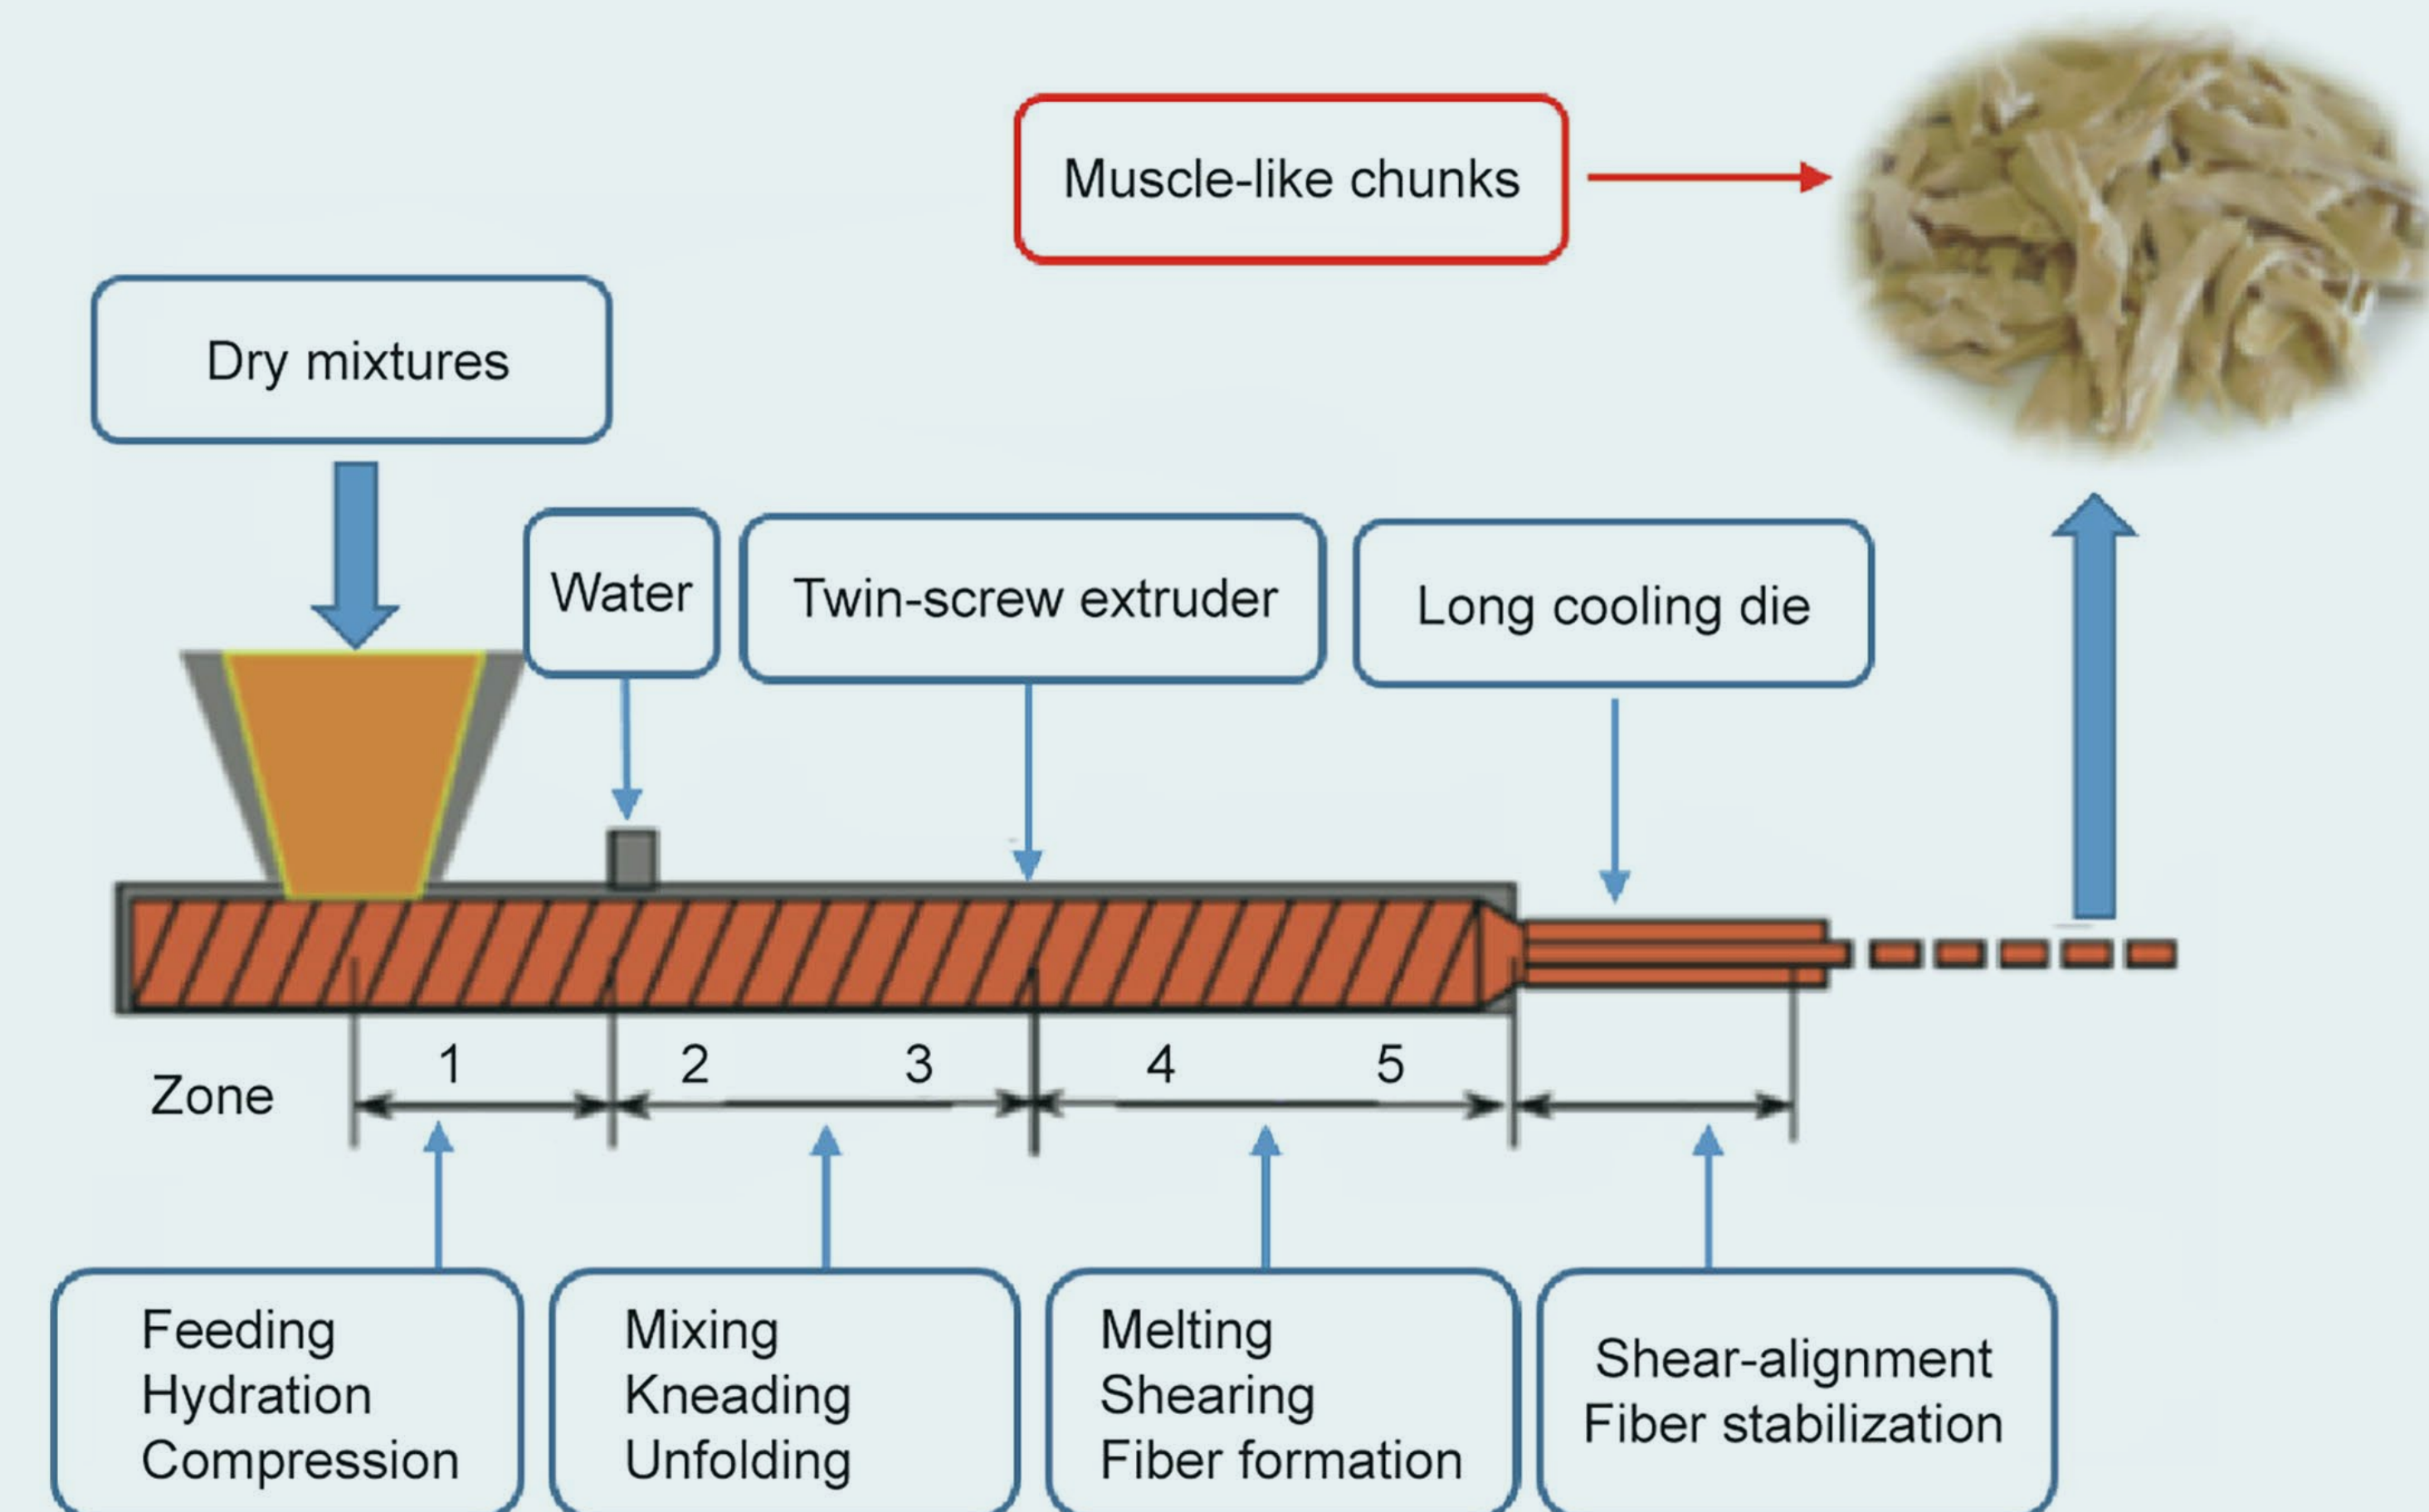 Muscle-like chunks
Dry mixtures
Water
Twin-screw extruder
Long cooling die
1
2
3
4
5
Zone
Feeding
Hydration
Compression
Mixing
Kneading
Unfolding
Melting
Shearing
Fiber formation
Shear-alignment
Fiber stabilization